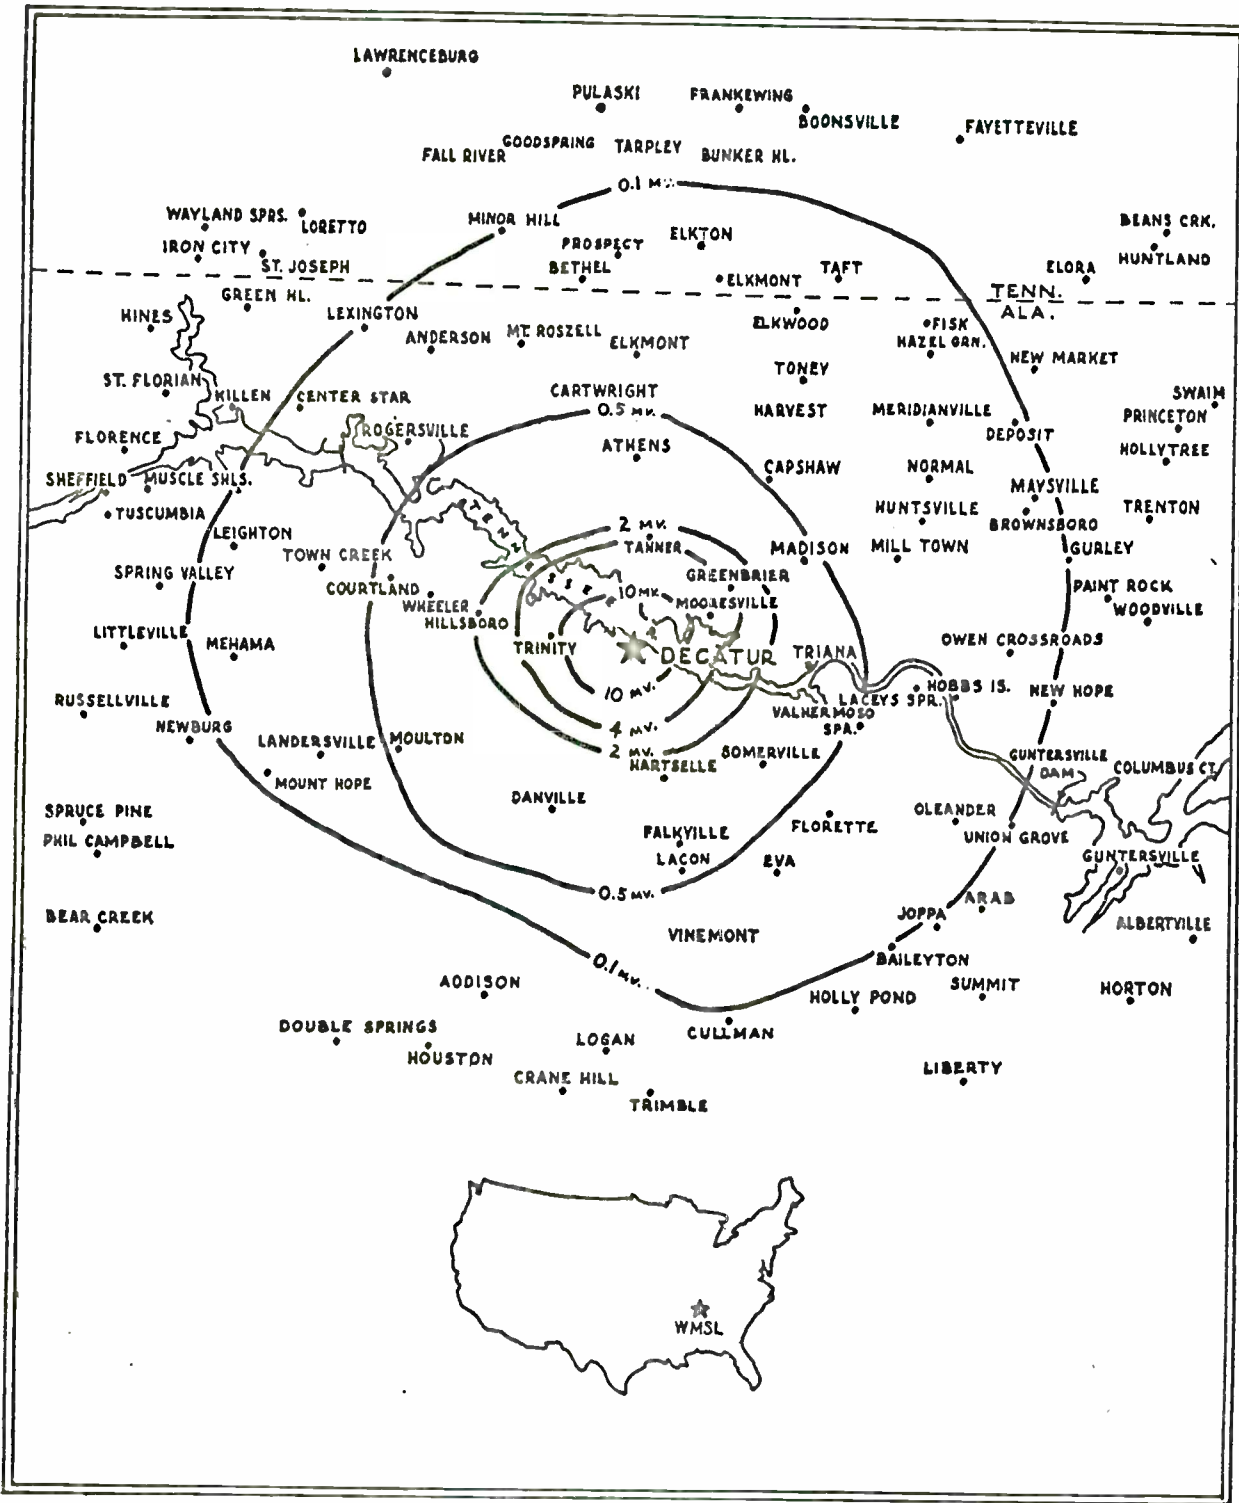 LAWRENCEBURG
PULASKI
FRANKEWING
BOONSVILLE
FAYETTEVILLE
GOODSPRING
TARPLEY
BUNKER HL.
FALL RIVER
0.1 MV.
WAYLAND SPRS.
LORETTO
MINOR HILL
BEANS CRK.
IRON CITY
PROSPECT
ELKTON
HUNTLAND
ST. JOSEPH
BETHEL
ELKMONT
TAFT
ELORA
TENN.
ALA.
GREEN HL.
HINES
LEXINGTON
ANDERSON
MT. ROSZELL
ELKMONT
ELKWOOD
FISK
HAZEL GRN.
NEW MARKET
TONEY
ST. FLORIAN
KILLEN
CENTER STAR
CARTWRIGHT
0.5 MV.
HARVEST
MERIDIANVILLE
SWAIM
PRINCETON
FLORENCE
ROGERSVILLE
ATHENS
DEPOSIT
HOLLYTREE
SHEFFIELD
MUSCLE SHLS.
CAPSHAW
NORMAL
MAYSVILLE
TUSCUMBIA
HUNTSVILLE
BROWNSBORO
TRENTON
LEIGHTON
TENNESSEE R.
2 MV.
TANNER
MADISON
MILL TOWN
GURLEY
TOWN CREEK
SPRING VALLEY
COURTLAND
GREENBRIER
PAINT ROCK
WHEELER
10 MV.
MOORESVILLE
WOODVILLE
HILLSBORO
LITTLEVILLE
MEHAMA
TRINITY
DECATUR
TRIANA
OWEN CROSSROADS
RUSSELLVILLE
10 MV.
LACEYS SPR.
HOBBS IS.
NEW HOPE
NEWBURG
4 MV.
VALHERMOSO
SPA.
LANDERSVILLE
MOULTON
2 MV.
HARTSELLE
SOMERVILLE
GUNTERSVILLE
DAM
COLUMBUS CT.
MOUNT HOPE
DANVILLE
SPRUCE PINE
FALKVILLE
FLORETTE
OLEANDER
UNION GROVE
PHIL CAMPBELL
LACON
EVA
GUNTERSVILLE
0.5 MV.
BEAR CREEK
JOPPA
ARAB
ALBERTVILLE
VINEMONT
0.1 MV.
BAILEYTON
ADDISON
HOLLY POND
SUMMIT
HORTON
DOUBLE SPRINGS
HOUSTON
LOGAN
CULLMAN
CRANE HILL
LIBERTY
TRIMBLE
WMSL